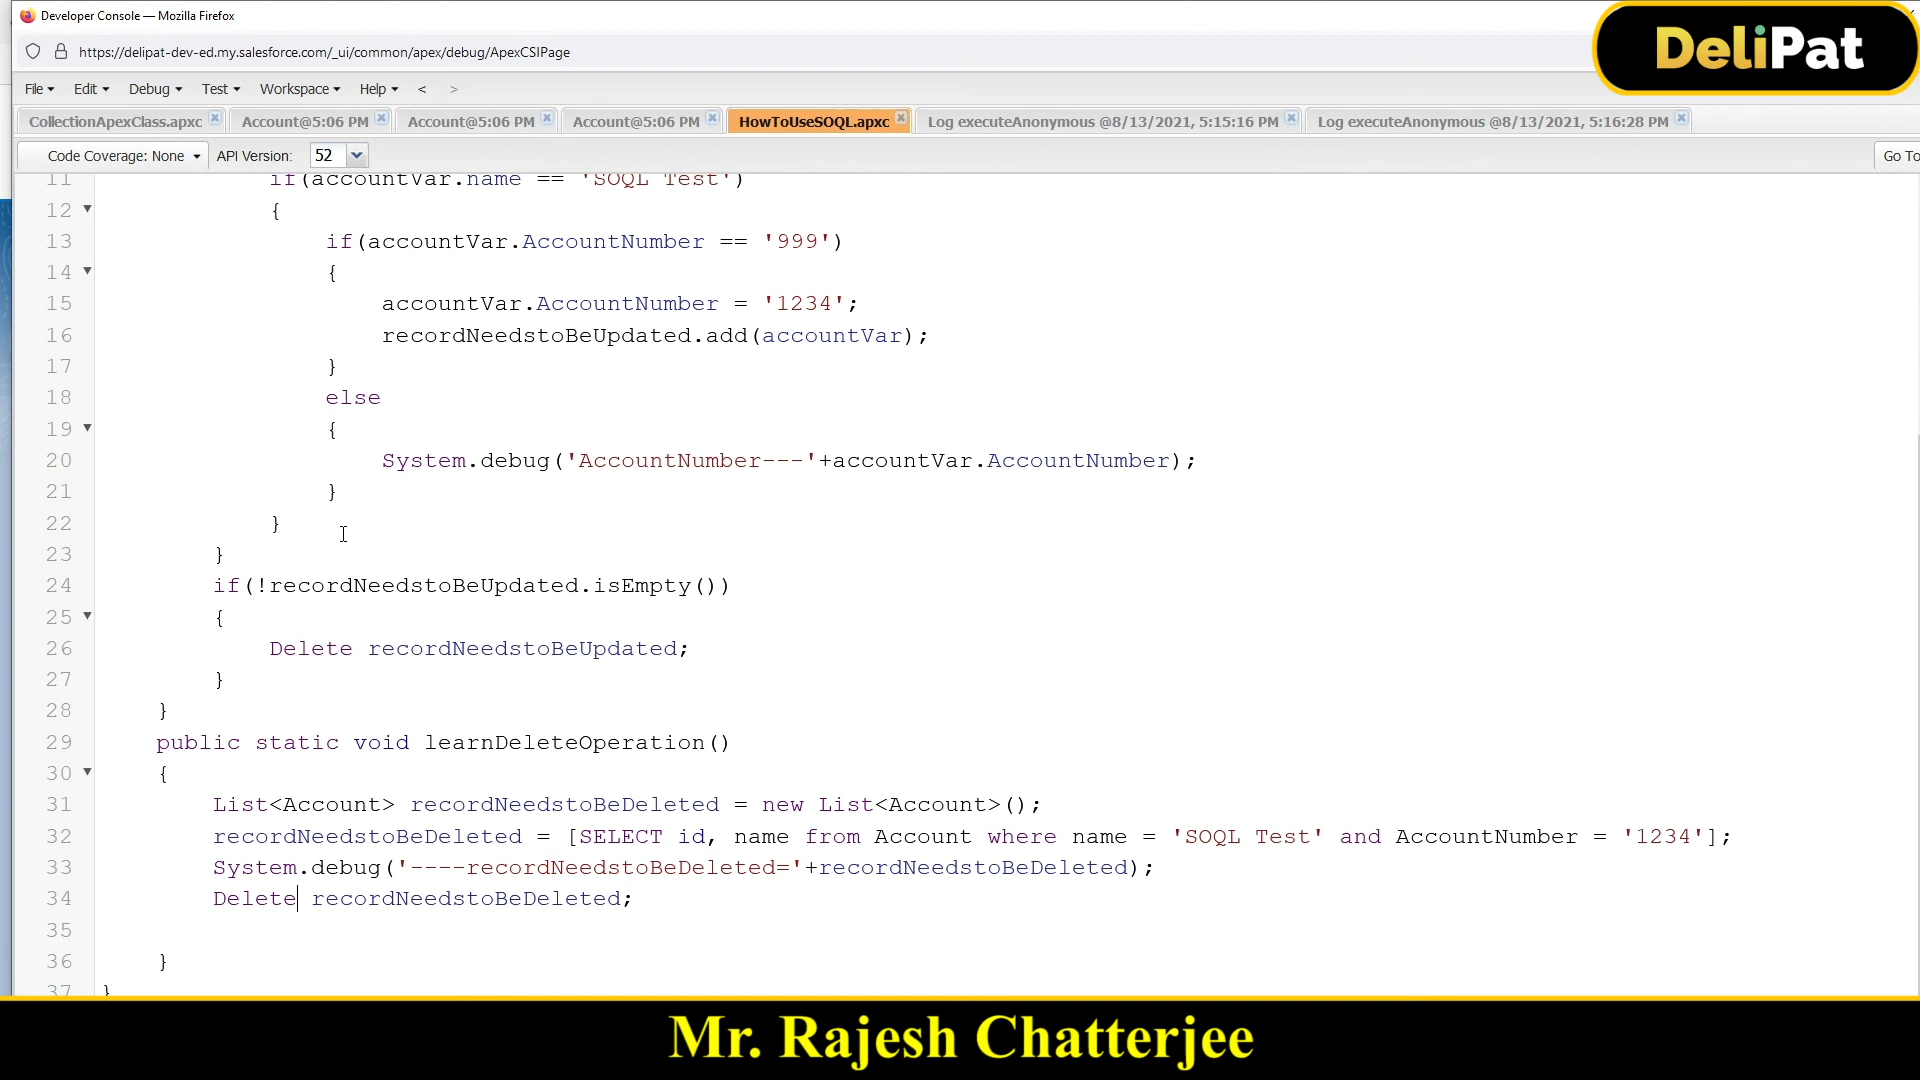 Developer Console — Mozilla Firefox
DeliPat
https://delipat-dev-ed.my.salesforce.com/_ui/common/apex/debug/ApexCSIPage
File Edit Debug Test Workspace Help < >
CollectionApexClass.apxc Account@5:06 PM Account@5:06 PM Account@5:06 PM HowToUseSOQL.apxc Log executeAnonymous @8/13/2021, 5:15:16 PM Log executeAnonymous @8/13/2021, 5:16:28 PM
Code Coverage: None API Version: 52 Go To
11 if(accountVar.name == 'SOQL Test')
12 {
13 if(accountVar.AccountNumber == '999')
14 {
15 accountVar.AccountNumber = '1234';
16 recordNeedstoBeUpdated.add(accountVar);
17 }
18 else
19 {
20 System.debug('AccountNumber---'+accountVar.AccountNumber);
21 }
22 }
23 }
24 if(!recordNeedstoBeUpdated.isEmpty())
25 {
26 Delete recordNeedstoBeUpdated;
27 }
28 }
29 public static void learnDeleteOperation()
30 {
31 List<Account> recordNeedstoBeDeleted = new List<Account>();
32 recordNeedstoBeDeleted = [SELECT id, name from Account where name = 'SOQL Test' and AccountNumber = '1234'];
33 System.debug('----recordNeedstoBeDeleted='+recordNeedstoBeDeleted);
34 Delete recordNeedstoBeDeleted;
35
36 }
37 }
Mr. Rajesh Chatterjee